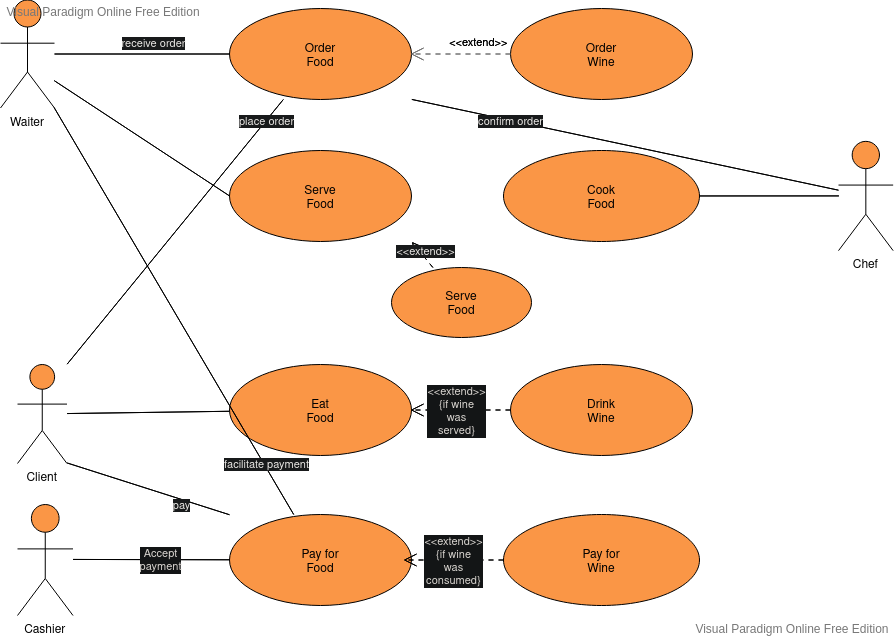 Visual Paradigm Online Free Edition
receive order
Order
Food
<<extend>>
Order
Wine
Waiter
place order
confirm order
Serve
Food
Cook
Food
Chef
<<extend>>
Serve
Food
Eat
Food
<<extend>>
{if wine
was
served}
Drink
Wine
facilitate payment
Client
pay
Accept
payment
Pay for
Food
<<extend>>
{if wine
was
consumed}
Pay for
Wine
Cashier
Visual Paradigm Online Free Edition